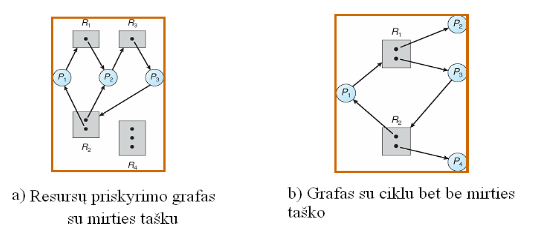 R₁ R₃
P₁ P₂ P₃
R₂
R₄
a) Resursų priskyrimo grafas
su mirties tašku
P₂
R₁
P₃
P₁
R₂
P₄
b) Grafas su ciklu bet be mirties
taško